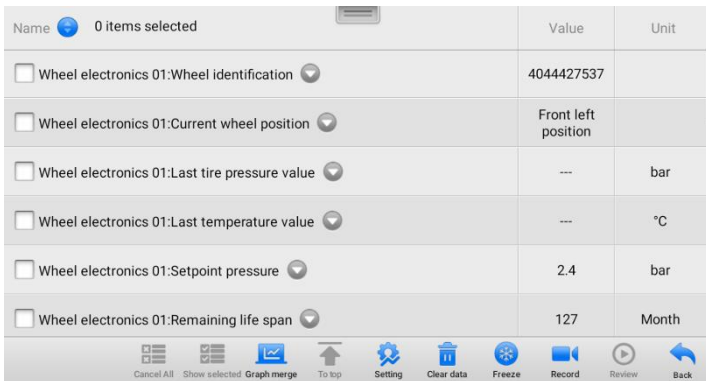 Name 0 items selected Value Unit
Wheel electronics 01:Wheel identification 4044427537
Wheel electronics 01:Current wheel position Front left
position
Wheel electronics 01:Last tire pressure value --- bar
Wheel electronics 01:Last temperature value --- °C
Wheel electronics 01:Setpoint pressure 2.4 bar
Wheel electronics 01:Remaining life span 127 Month
Cancel All Show selected Graph merge To top Setting Clear data Freeze Record Review Back